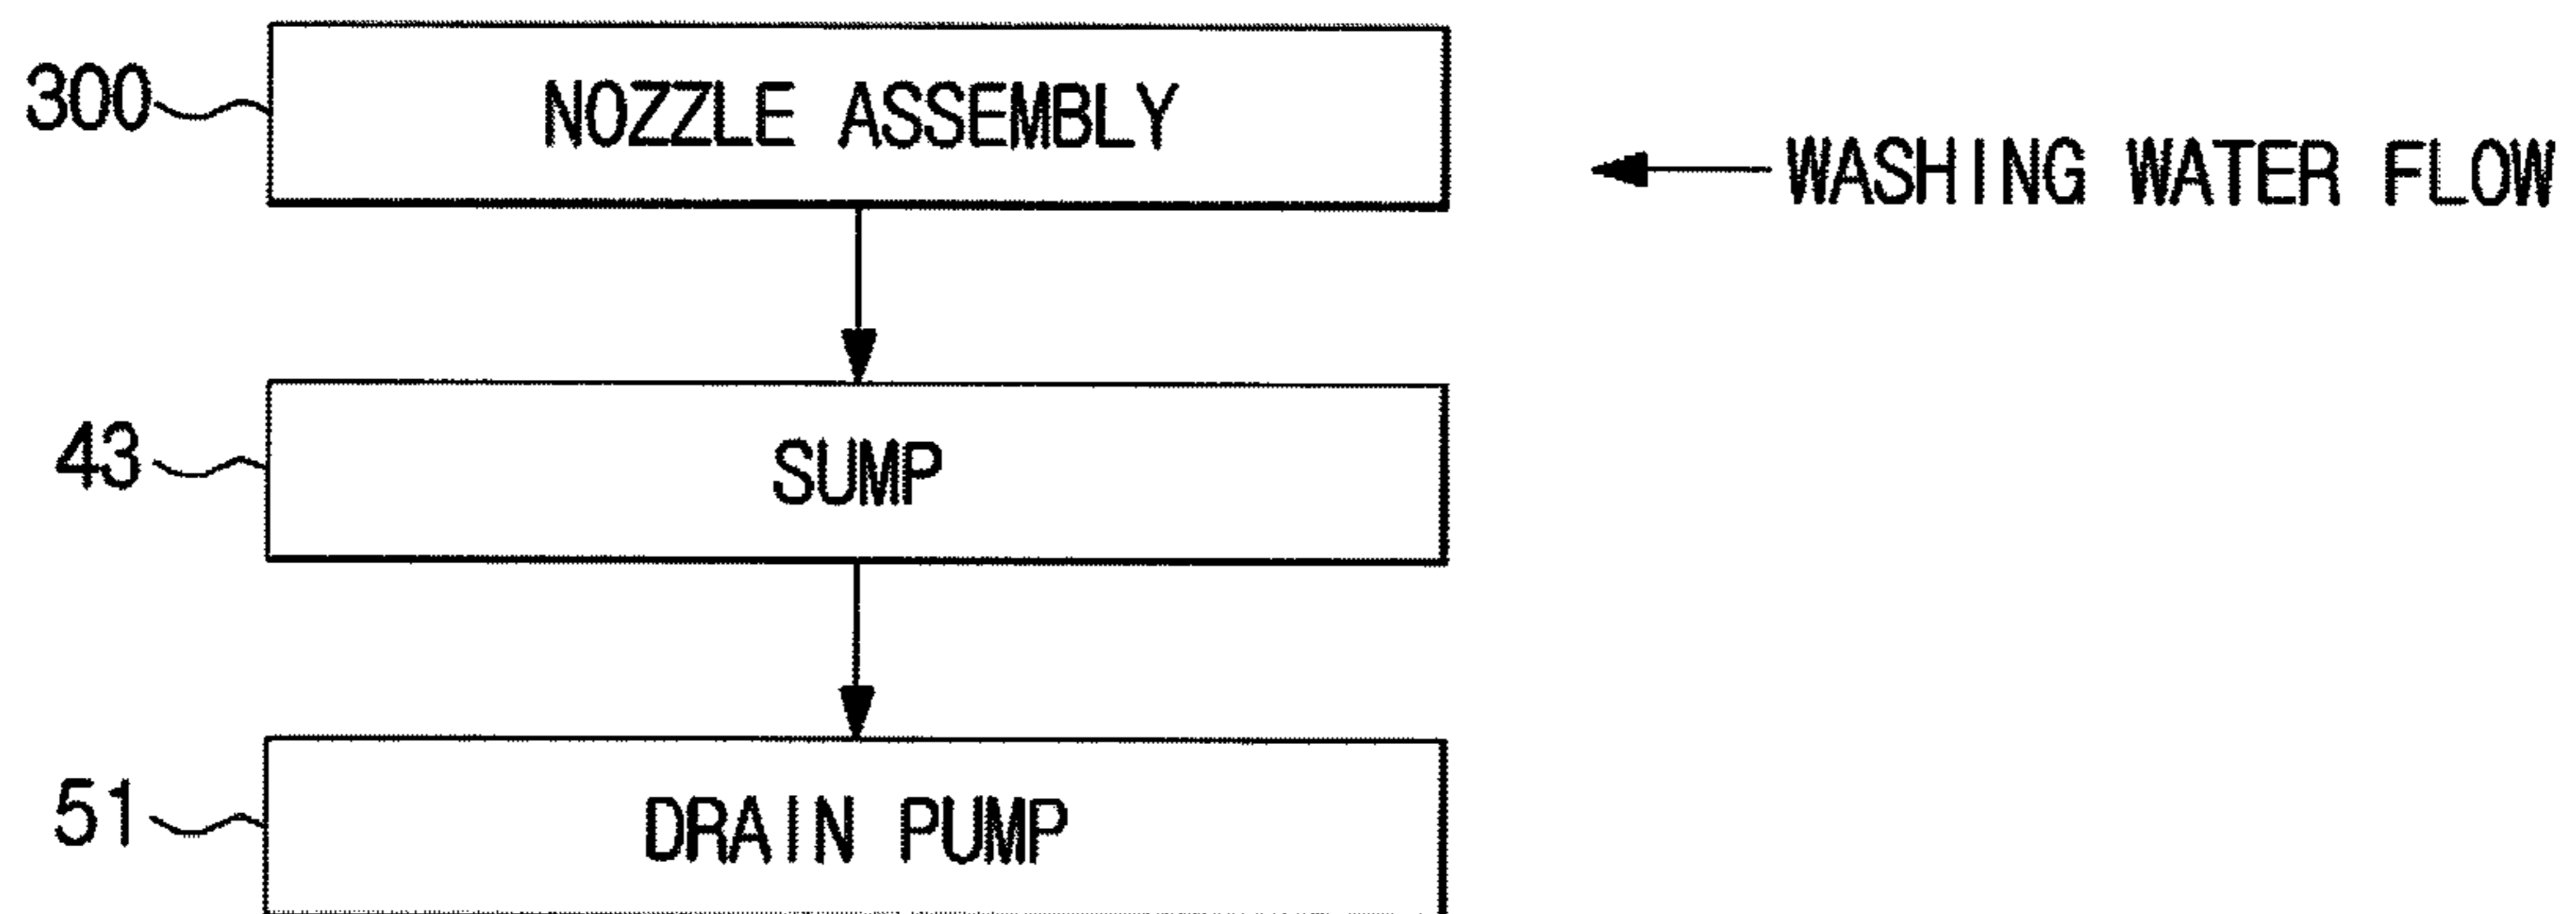 300 NOZZLE ASSEMBLY
WASHING WATER FLOW
43 SUMP
51 DRAIN PUMP